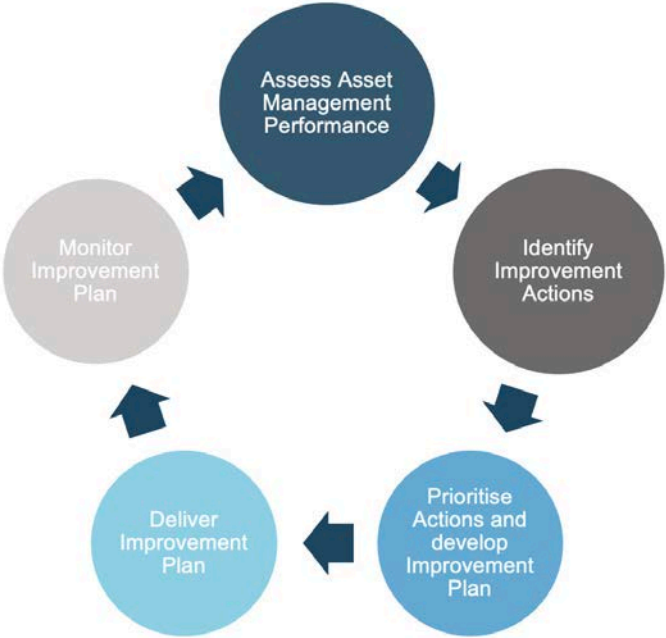 Assess Asset
Management
Performance
Identify
Improvement
Actions
Prioritise
Actions and
develop
Improvement
Plan
Deliver
Improvement
Plan
Monitor
Improvement
Plan